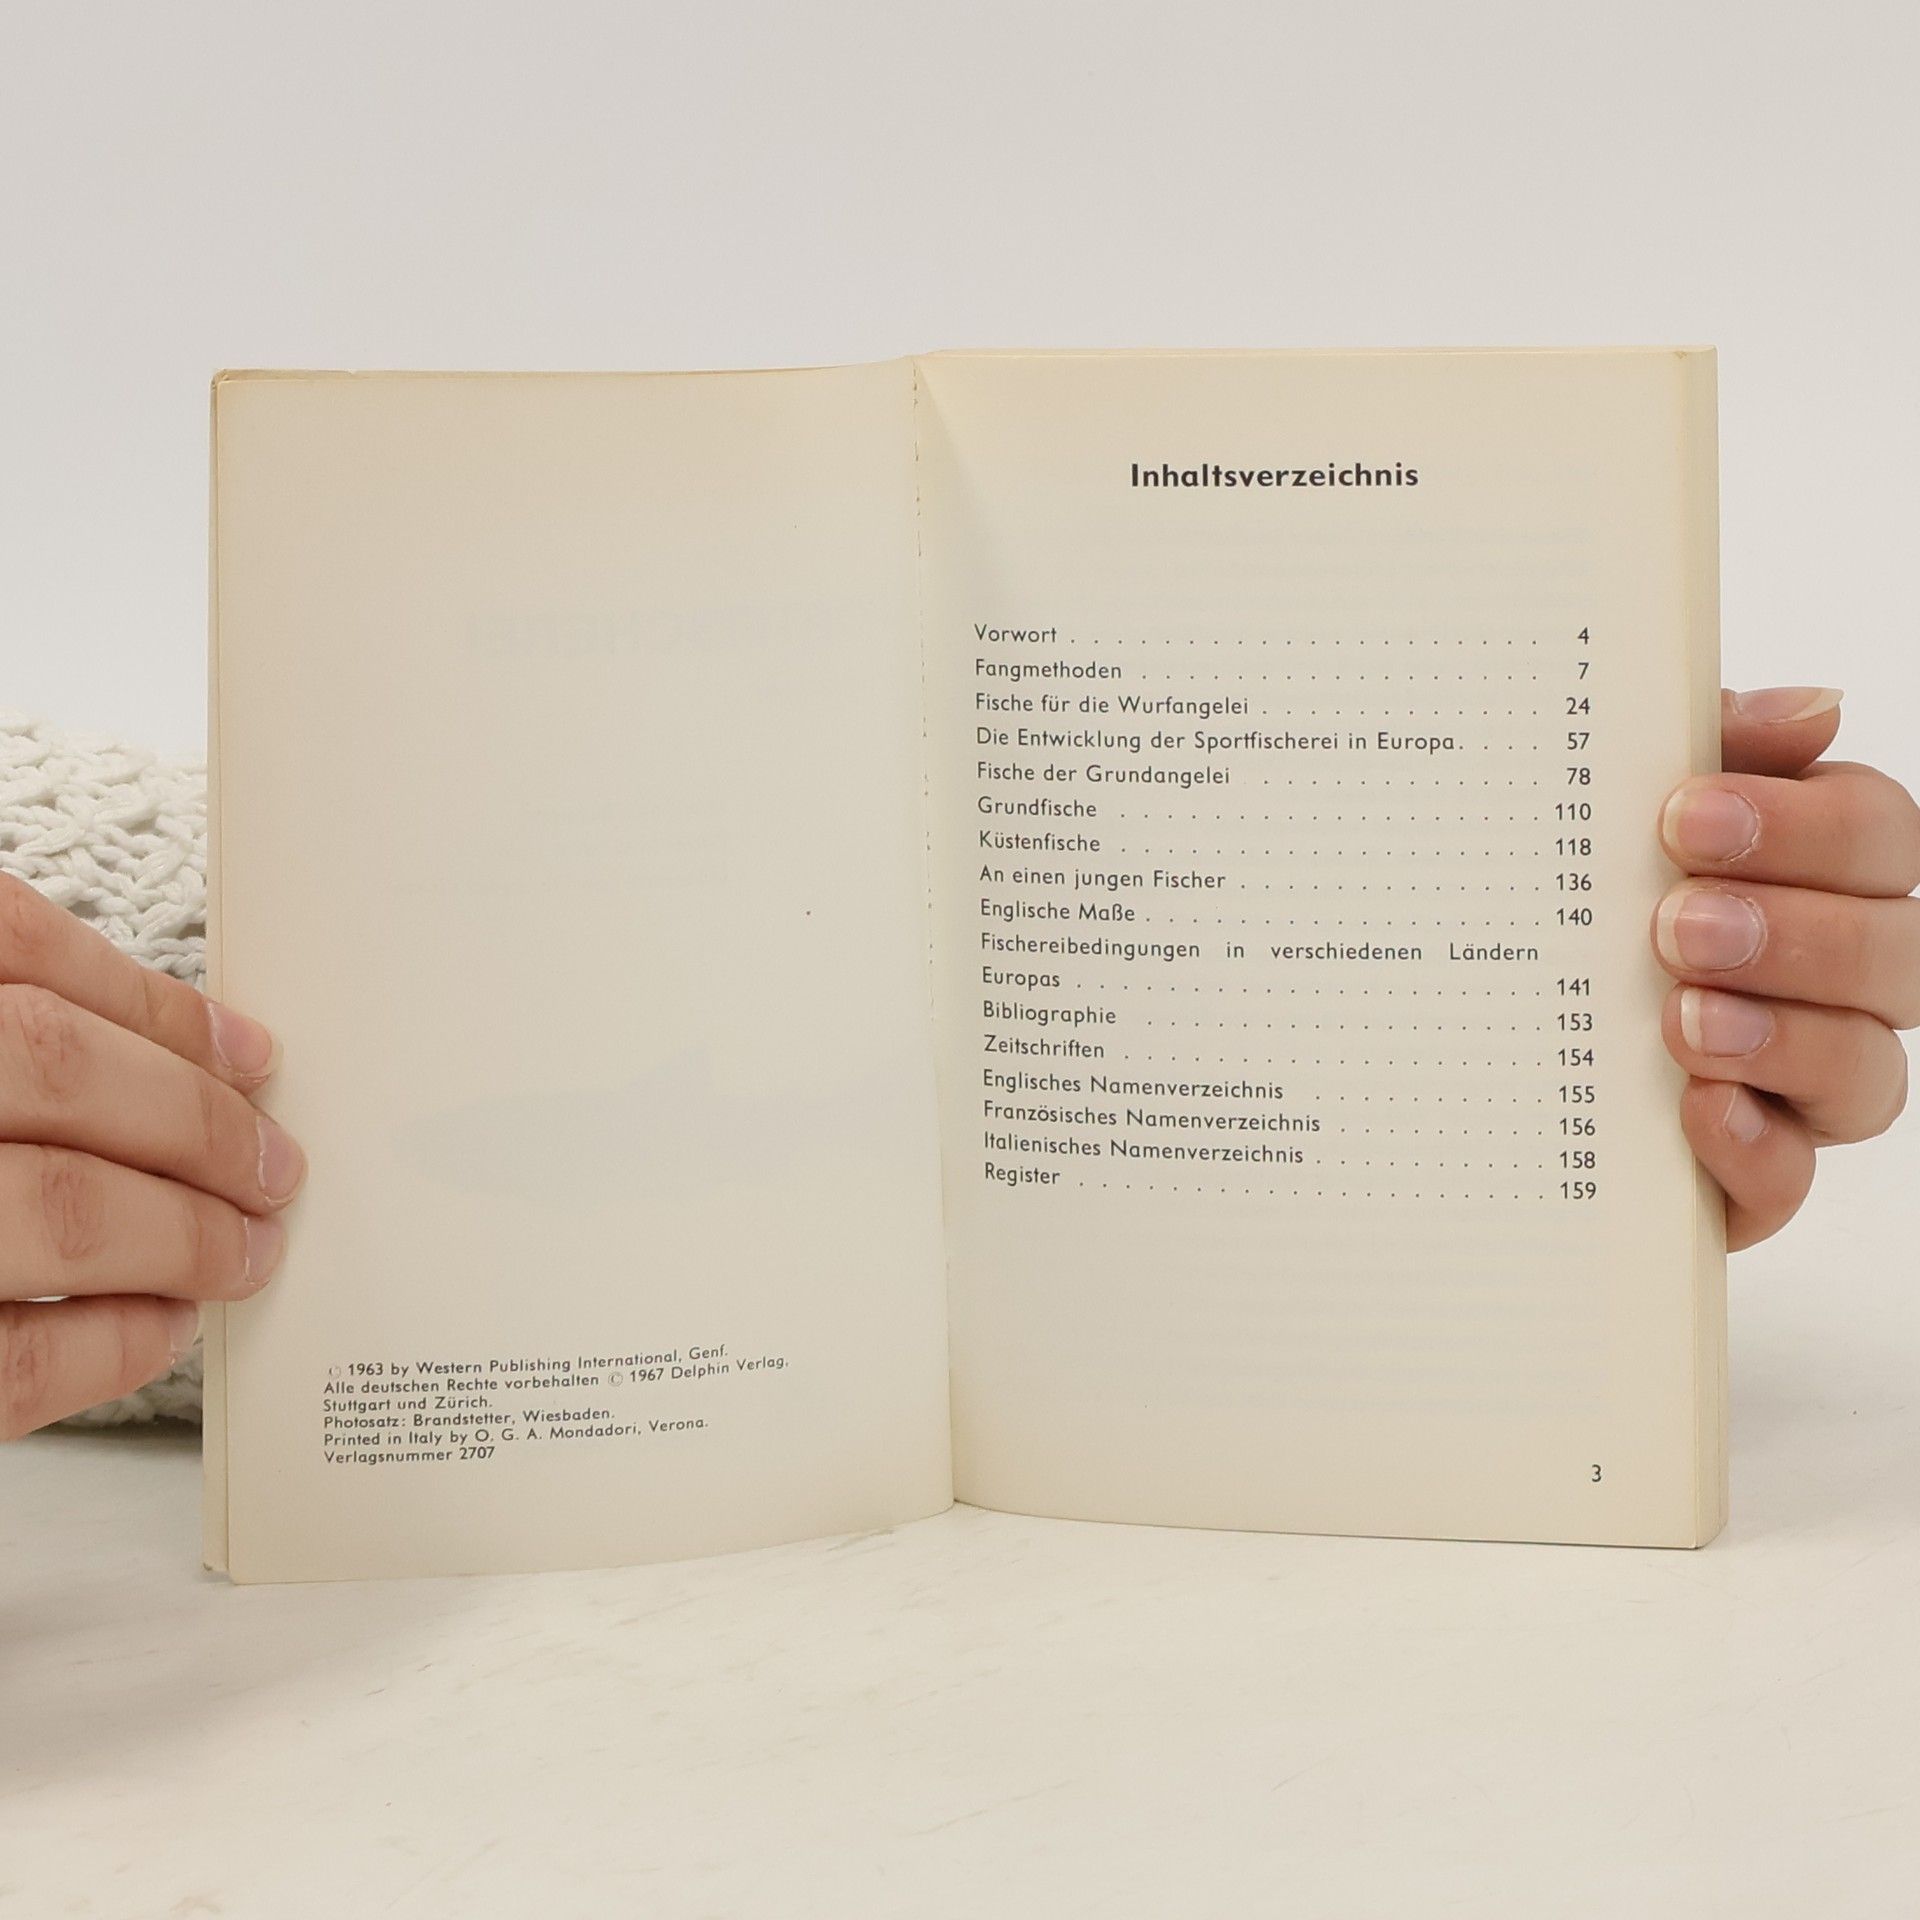 © 1963 by Western Publishing International, Genf.
Alle deutschen Rechte vorbehalten © 1967 Delphin Verlag,
Stuttgart und Zürich.
Photosatz: Brandstetter, Wiesbaden.
Printed in Italy by O. G. A. Mondadori, Verona.
Verlagsnummer 2707
Inhaltsverzeichnis
Vorwort . . . . . . . . . . . . . . . . . . . . 4
Fangmethoden . . . . . . . . . . . . . . . . . 7
Fische für die Wurfangelei . . . . . . . . . . . . 24
Die Entwicklung der Sportfischerei in Europa. . . . 57
Fische der Grundangelei . . . . . . . . . . . . 78
Grundfische . . . . . . . . . . . . . . . . . . 110
Küstenfische . . . . . . . . . . . . . . . . . . 118
An einen jungen Fischer . . . . . . . . . . . . . 136
Englische Maße . . . . . . . . . . . . . . . . . 140
Fischereibedingungen in verschiedenen Ländern
Europas . . . . . . . . . . . . . . . . . . . . 141
Bibliographie . . . . . . . . . . . . . . . . . 153
Zeitschriften . . . . . . . . . . . . . . . . . . 154
Englisches Namenverzeichnis . . . . . . . . . . 155
Französisches Namenverzeichnis . . . . . . . . . 156
Italienisches Namenverzeichnis . . . . . . . . . . 158
Register . . . . . . . . . . . . . . . . . . . . 159
3